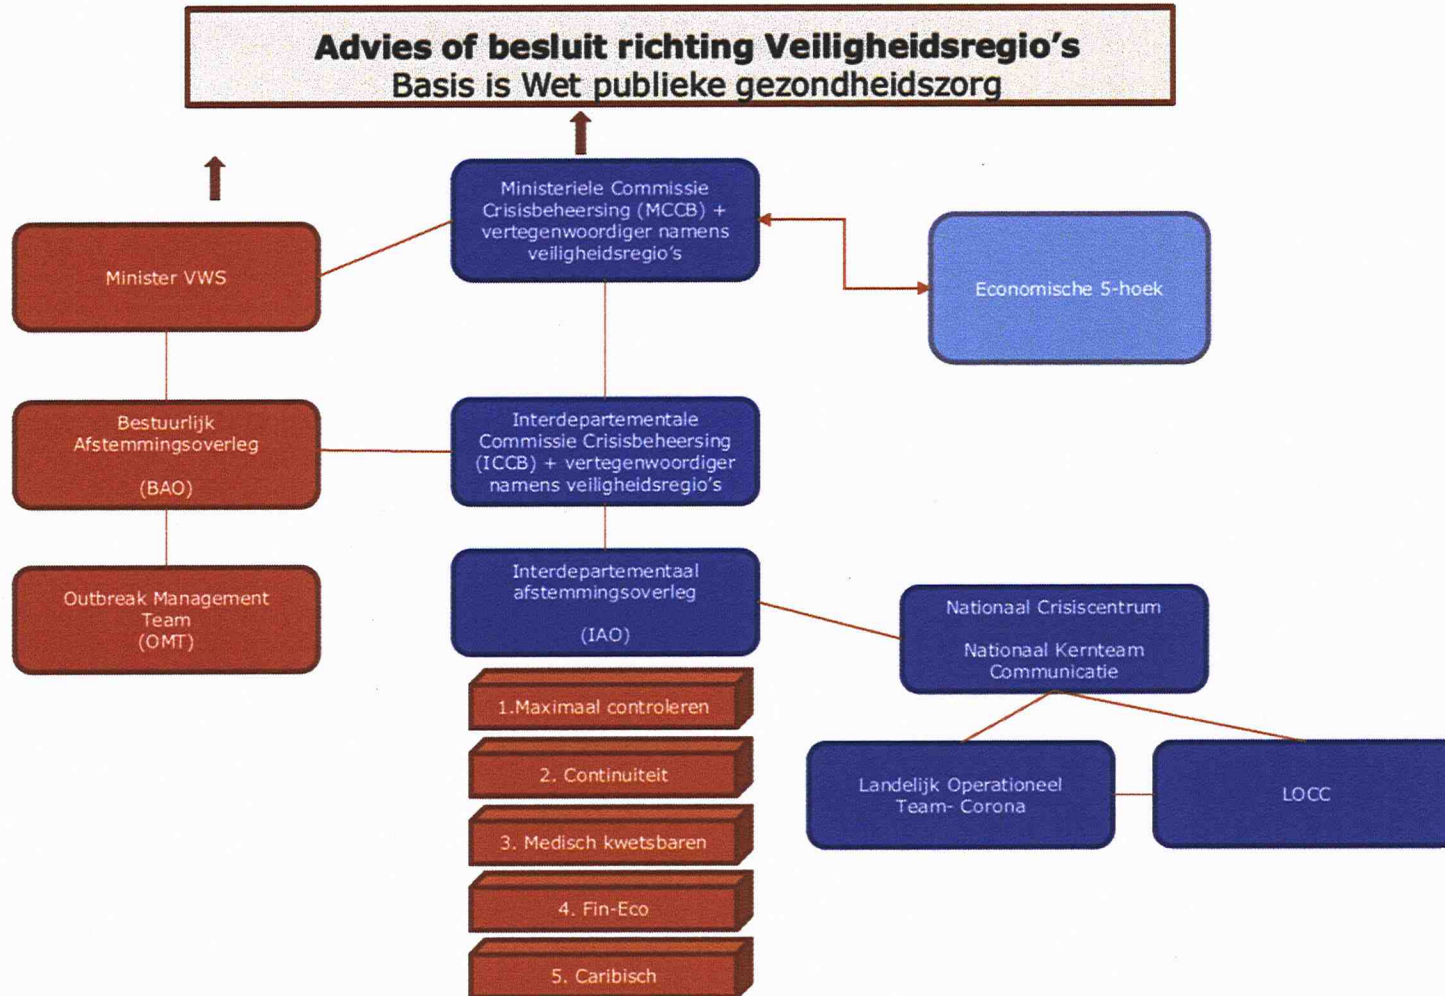 Advies of besluit richting Veiligheidsregio's
Basis is Wet publieke gezondheidszorg
Ministeriele Commissie
Crisisbeheersing (MCCB) +
vertegenwoordiger namens
veiligheidsregio's
Minister VWS
Economische 5-hoek
Bestuurlijk
Afstemmingsoverleg
(BAO)
Interdepartementale
Commissie Crisisbeheersing
(ICCB) + vertegenwoordiger
namens veiligheidsregio's
Outbreak Management
Team
(OMT)
Interdepartementaal
afstemmingsoverleg
(IAO)
Nationaal Crisiscentrum
Nationaal Kernteam
Communicatie
1.Maximaal controleren
2. Continuiteit
3. Medisch kwetsbaren
4. Fin-Eco
5. Caribisch
Landelijk Operationeel
Team- Corona
LOCC